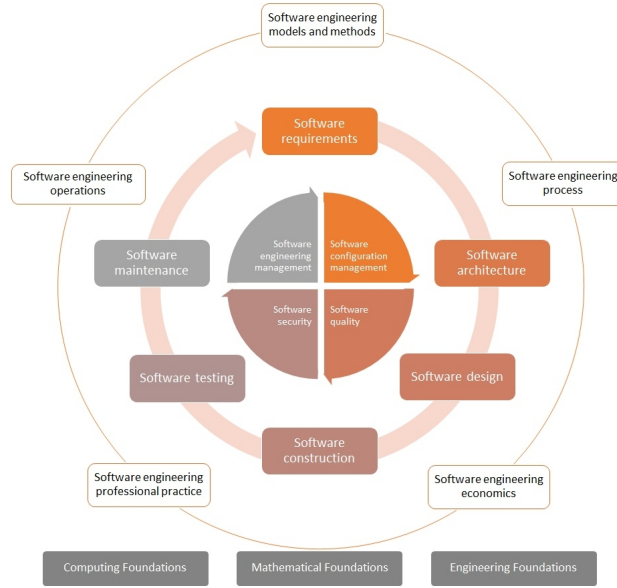 Software engineering
models and methods
Software
requirements
Software engineering
operations
Software engineering
process
Software
maintenance
Software
engineering
management
Software
configuration
management
Software
architecture
Software
security
Software
quality
Software testing
Software design
Software
construction
Software engineering
professional practice
Software engineering
economics
Computing Foundations
Mathematical Foundations
Engineering Foundations